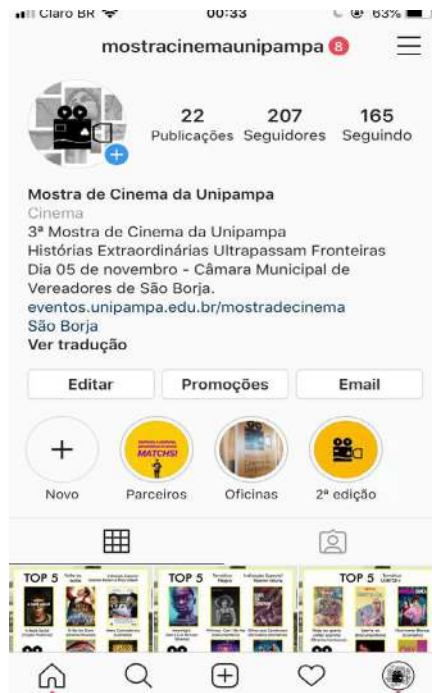 Claro BR 00:33 63%
mostracinemaunipampa 8
22 207 165
Publicações Seguidores Seguindo
Mostra de Cinema da Unipampa
Cinema
3ª Mostra de Cinema da Unipampa
Histórias Extraordinárias Ultrapassam Fronteiras
Dia 05 de novembro - Câmara Municipal de
Vereadores de São Borja.
eventos.unipampa.edu.br/mostradecinema
São Borja
Ver tradução
Editar Promoções Email
MATCHS!
Novo Parceiros Oficinas 2ª edição
TOP 5 TOP 5 TOP 5